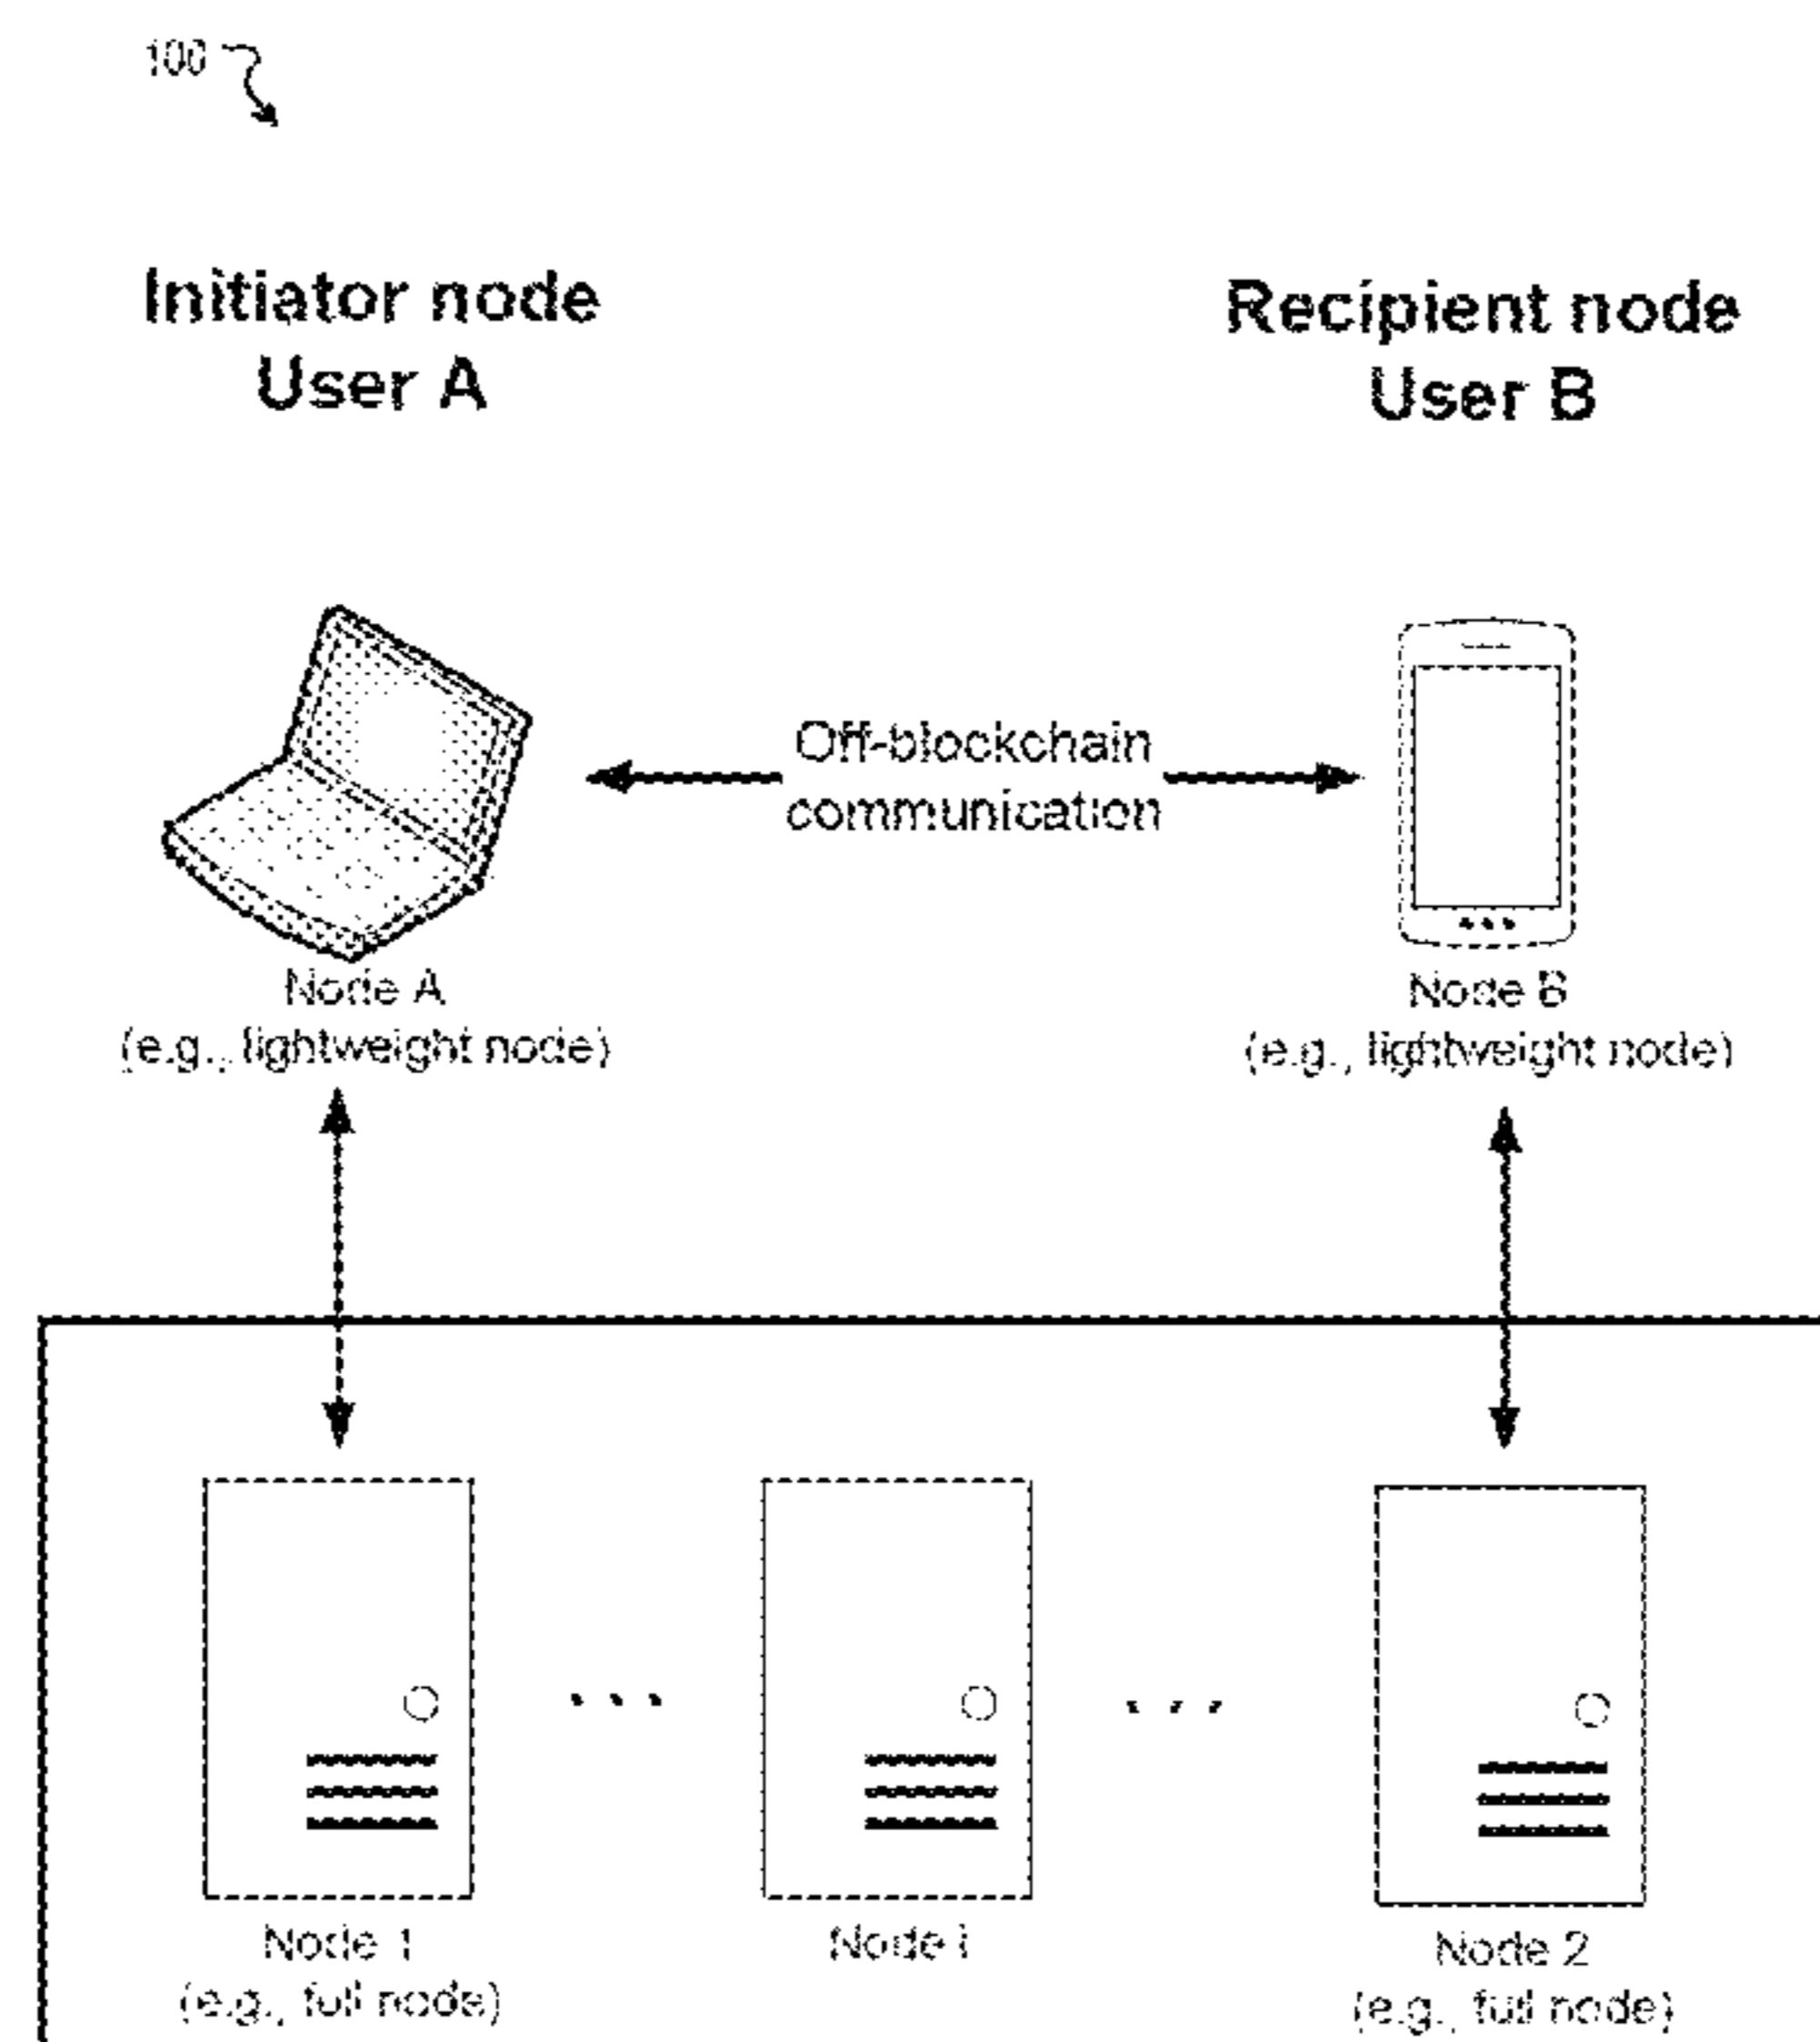 100
Initiator node
User A
Recipient node
User B
Off-blockchain
communication
Node A
(e.g., lightweight node)
Node B
(e.g., lightweight node)
Node 1
(e.g., full node)
Node i
Node 2
(e.g., full node)